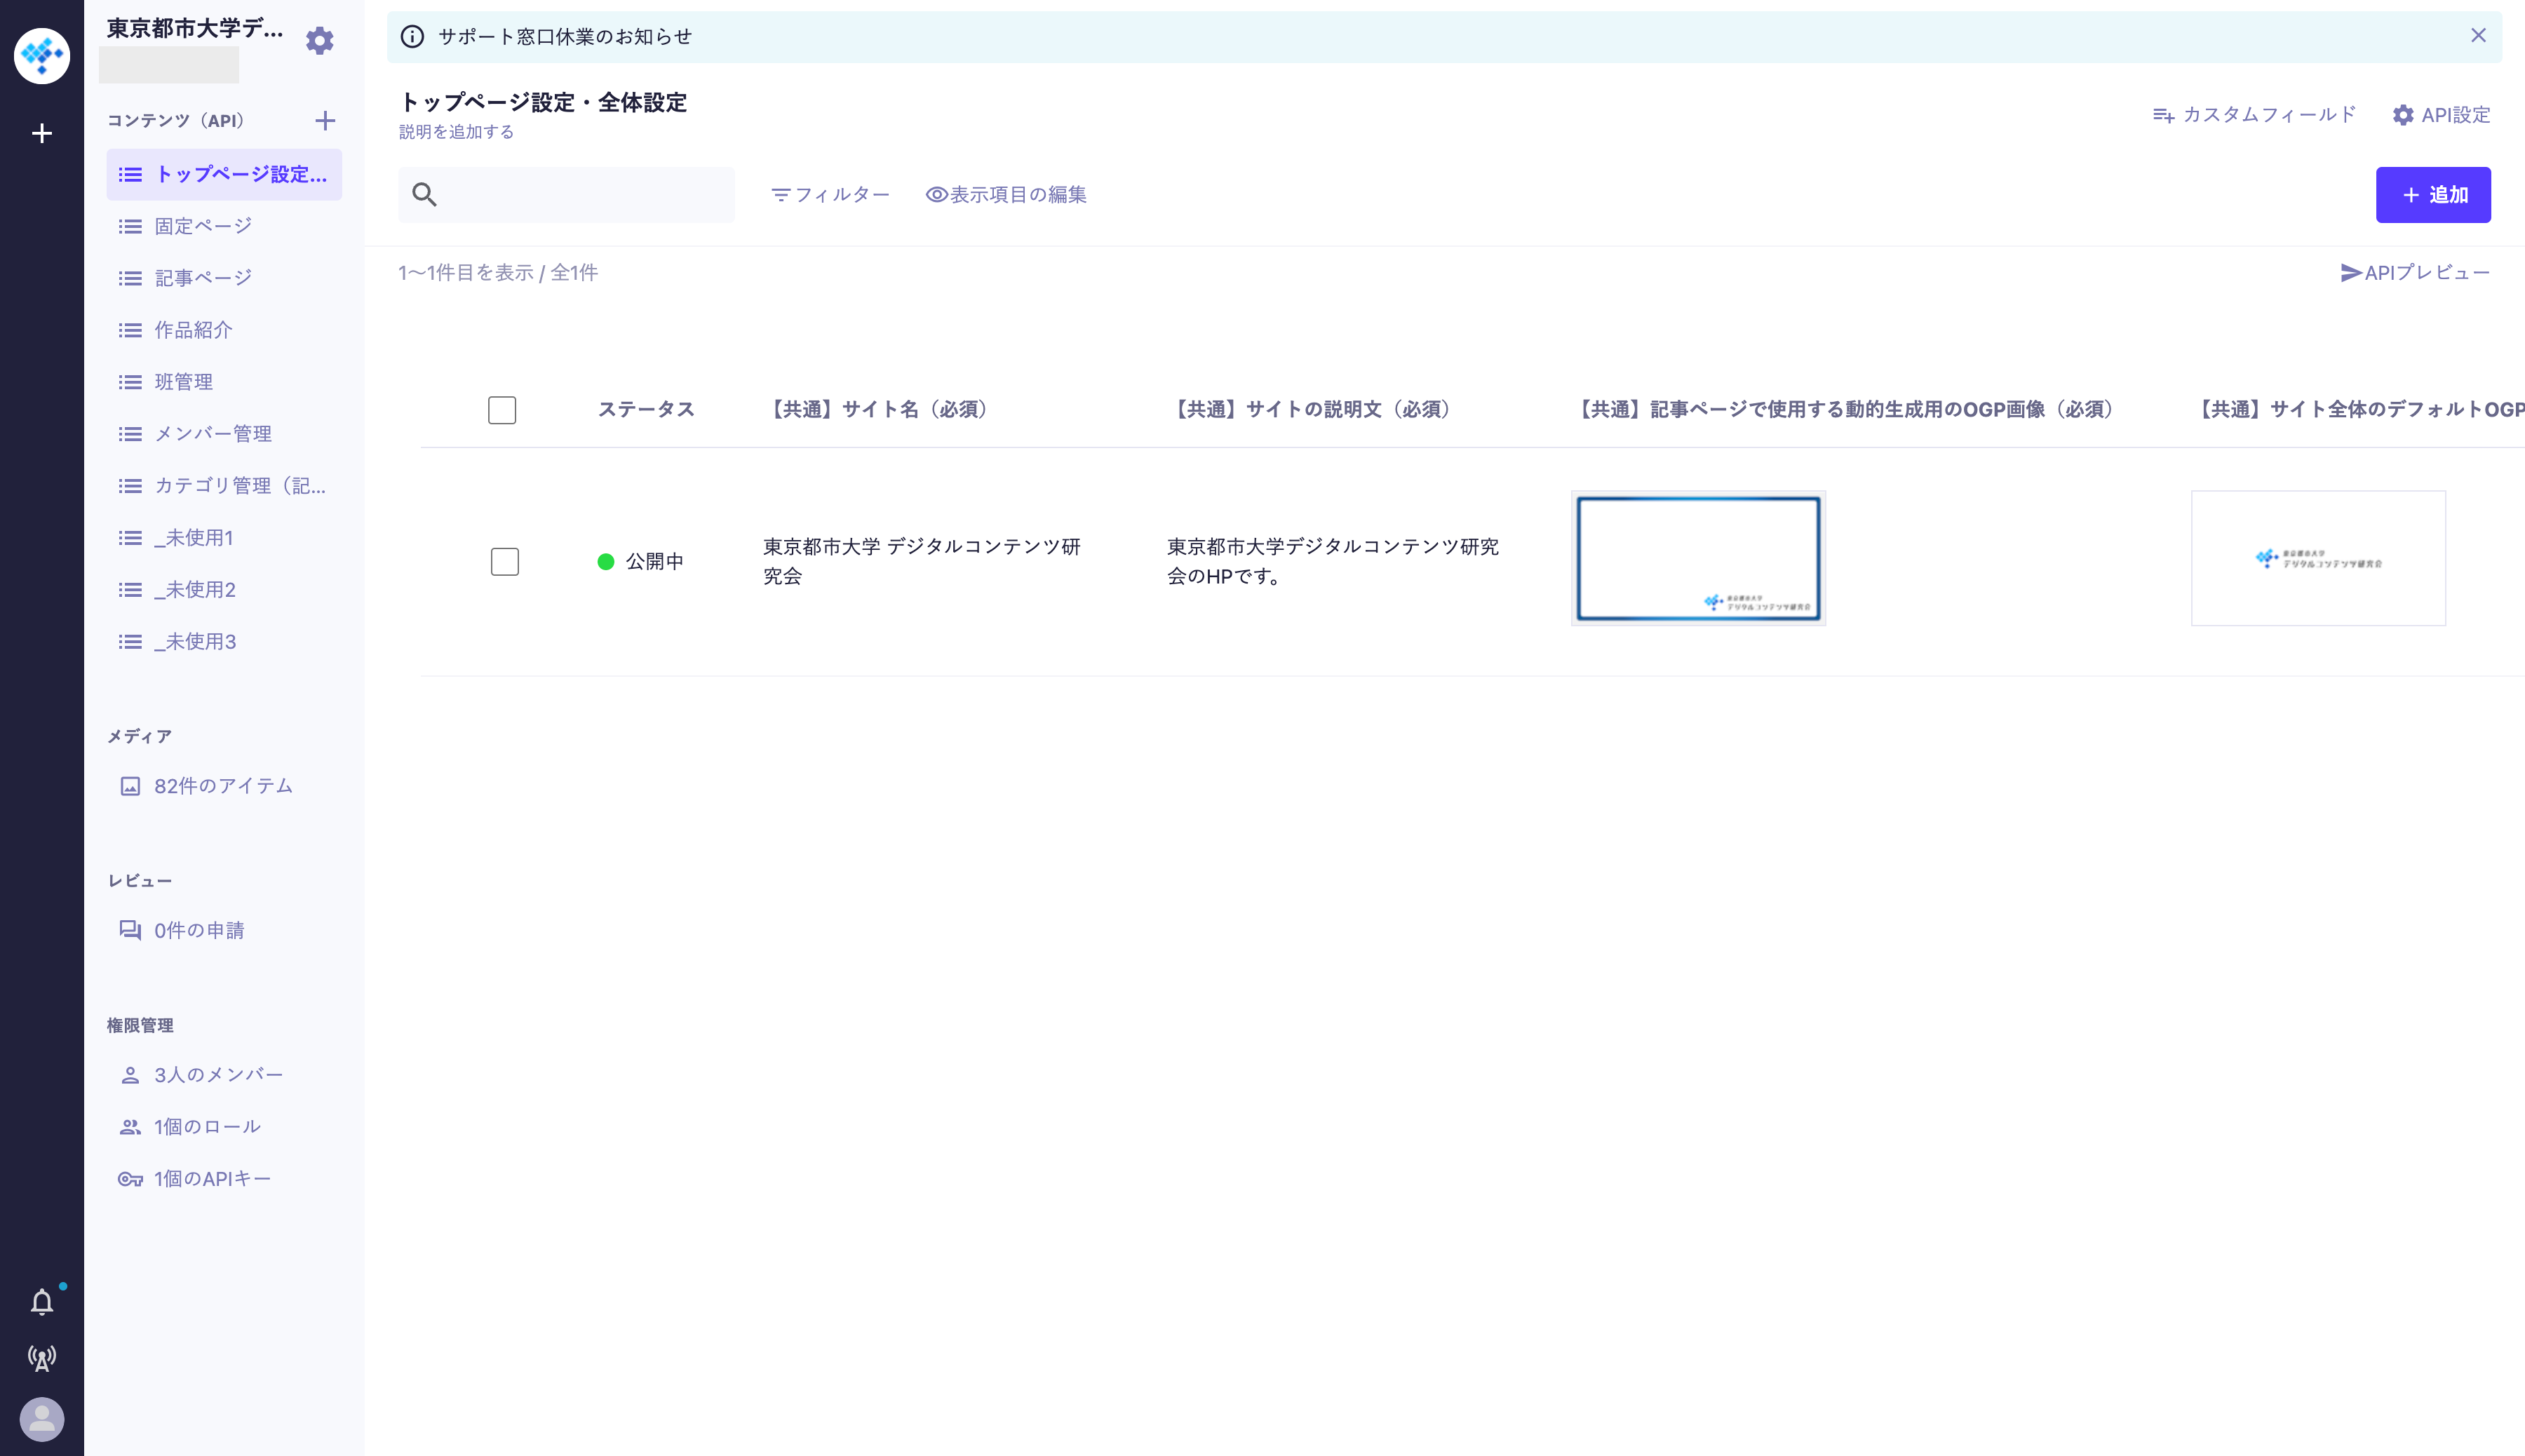 東京都市大学デ...
コンテンツ（API）
トップページ設定...
固定ページ
記事ページ
作品紹介
班管理
メンバー管理
カテゴリ管理（記...
_未使用1
_未使用2
_未使用3
メディア
82件のアイテム
レビュー
0件の申請
権限管理
3人のメンバー
1個のロール
1個のAPIキー
サポート窓口休業のお知らせ
トップページ設定・全体設定
説明を追加する
カスタムフィールド
API設定
フィルター
表示項目の編集
追加
1〜1件目を表示 / 全1件
APIプレビュー
ステータス
【共通】サイト名（必須）
【共通】サイトの説明文（必須）
【共通】記事ページで使用する動的生成用のOGP画像（必須）
【共通】サイト全体のデフォルトOGP
公開中
東京都市大学 デジタルコンテンツ研
究会
東京都市大学デジタルコンテンツ研究
会のHPです。
東京都市大学
デジタルコンテンツ研究会
東京都市大学
デジタルコンテンツ研究会